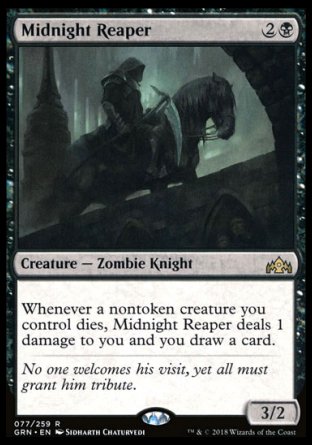 Midnight Reaper 2
Creature — Zombie Knight
Whenever a nontoken creature you
control dies, Midnight Reaper deals 1
damage to you and you draw a card.
No one welcomes his visit, yet all must
grant him tribute.
077/259 R
GRN • EN Sidharth Chaturvedi
™ & © 2018 Wizards of the Coast
3/2